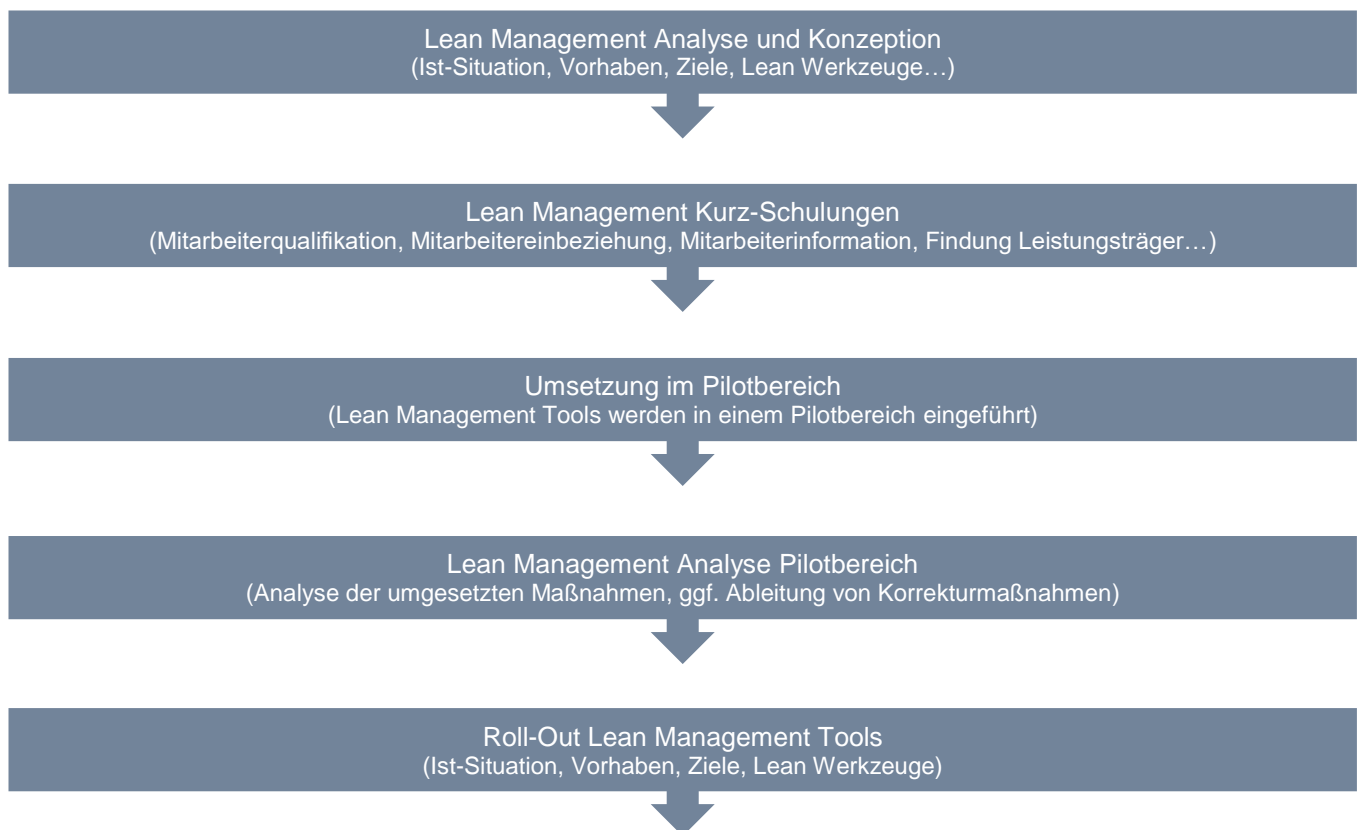 Lean Management Analyse und Konzeption
(Ist-Situation, Vorhaben, Ziele, Lean Werkzeuge…)
Lean Management Kurz-Schulungen
(Mitarbeiterqualifikation, Mitarbeitereinbeziehung, Mitarbeiterinformation, Findung Leistungsträger…)
Umsetzung im Pilotbereich
(Lean Management Tools werden in einem Pilotbereich eingeführt)
Lean Management Analyse Pilotbereich
(Analyse der umgesetzten Maßnahmen, ggf. Ableitung von Korrekturmaßnahmen)
Roll-Out Lean Management Tools
(Ist-Situation, Vorhaben, Ziele, Lean Werkzeuge)